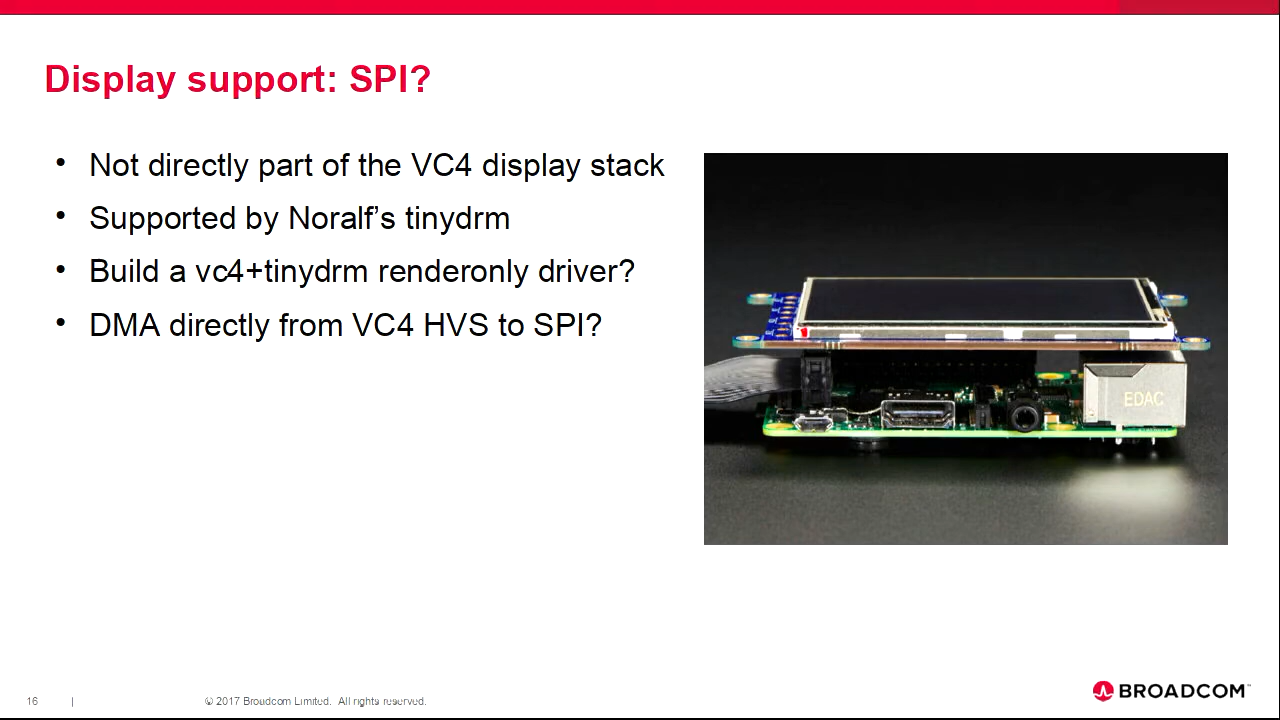 Display support: SPI?
• Not directly part of the VC4 display stack
• Supported by Noralf’s tinydrm
• Build a vc4+tinydrm renderonly driver?
• DMA directly from VC4 HVS to SPI?
EDAC
16 | © 2017 Broadcom Limited. All rights reserved.
BROADCOM™